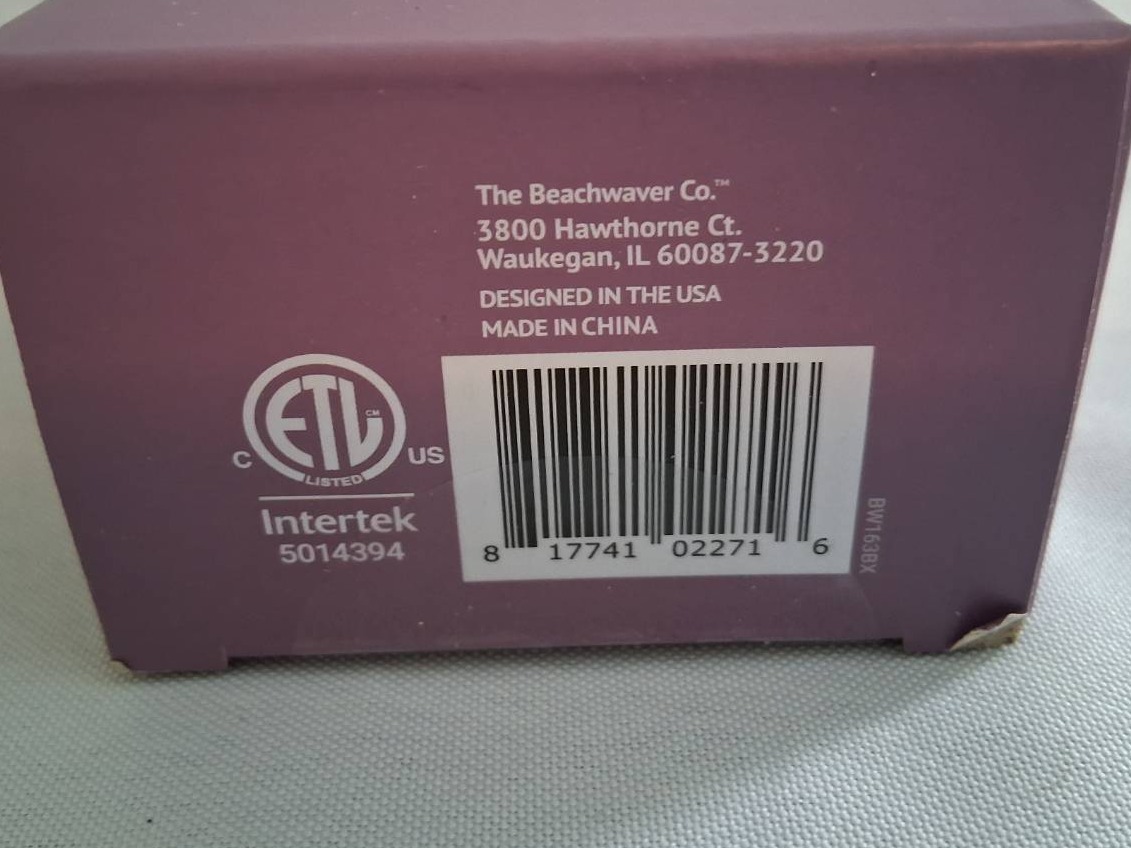 The Beachwaver Co.™
3800 Hawthorne Ct.
Waukegan, IL 60087-3220
DESIGNED IN THE USA
MADE IN CHINA
ETL CM
C US
LISTED
Intertek
5014394
8 17741 02271 6
BW163BX